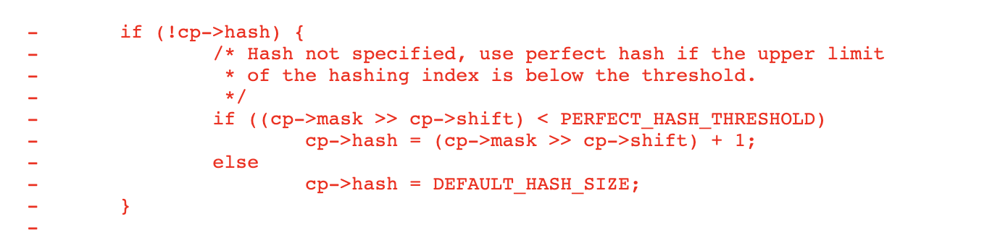 -       if (!cp->hash) {
-               /* Hash not specified, use perfect hash if the upper limit
-                * of the hashing index is below the threshold.
-                */
-               if ((cp->mask >> cp->shift) < PERFECT_HASH_THRESHOLD)
-                       cp->hash = (cp->mask >> cp->shift) + 1;
-               else
-                       cp->hash = DEFAULT_HASH_SIZE;
-       }
-